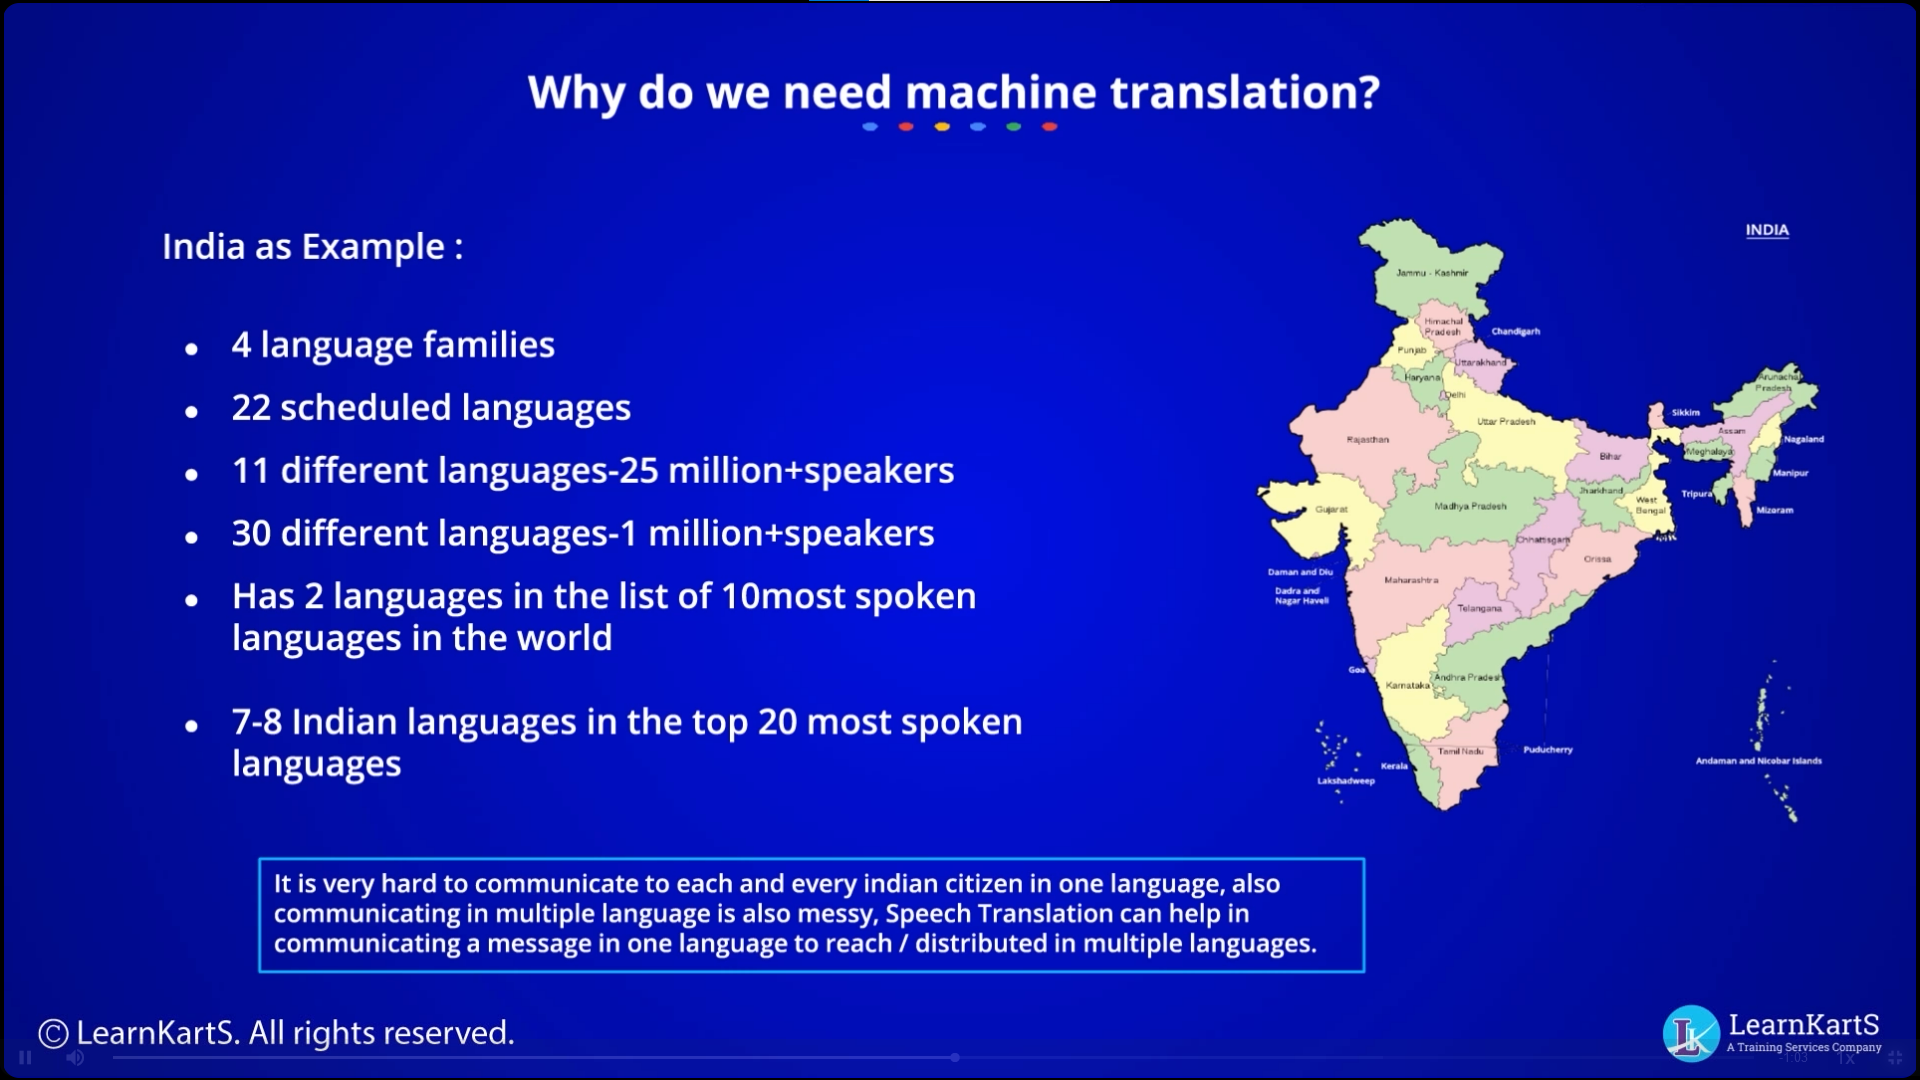 Why do we need machine translation?
India as Example :
• 4 language families
• 22 scheduled languages
• 11 different languages-25 million+speakers
• 30 different languages-1 million+speakers
• Has 2 languages in the list of 10most spoken
languages in the world
• 7-8 Indian languages in the top 20 most spoken
languages
INDIA
Jammu - Kashmir
Himachal
Pradesh
Chandigarh
Punjab
Uttarakhand
Haryana
Delhi
Arunachal
Pradesh
Sikkim
Uttar Pradesh
Assam
Nagaland
Rajasthan
Meghalaya
Bihar
Manipur
Jharkhand
Tripura
West
Bengal
Madhya Pradesh
Gujarat
Mizoram
Chhattisgarh
Orissa
Daman and Diu
Maharashtra
Dadra and
Nagar Haveli
Telangana
Goa
Andhra Pradesh
Karnataka
Tamil Nadu
Puducherry
Kerala
Andaman and Nicobar Islands
Lakshadweep
It is very hard to communicate to each and every indian citizen in one language, also
communicating in multiple language is also messy, Speech Translation can help in
communicating a message in one language to reach / distributed in multiple languages.
© LearnKartS. All rights reserved.
LK
LearnKartS
A Training Services Company
-1:03
1x